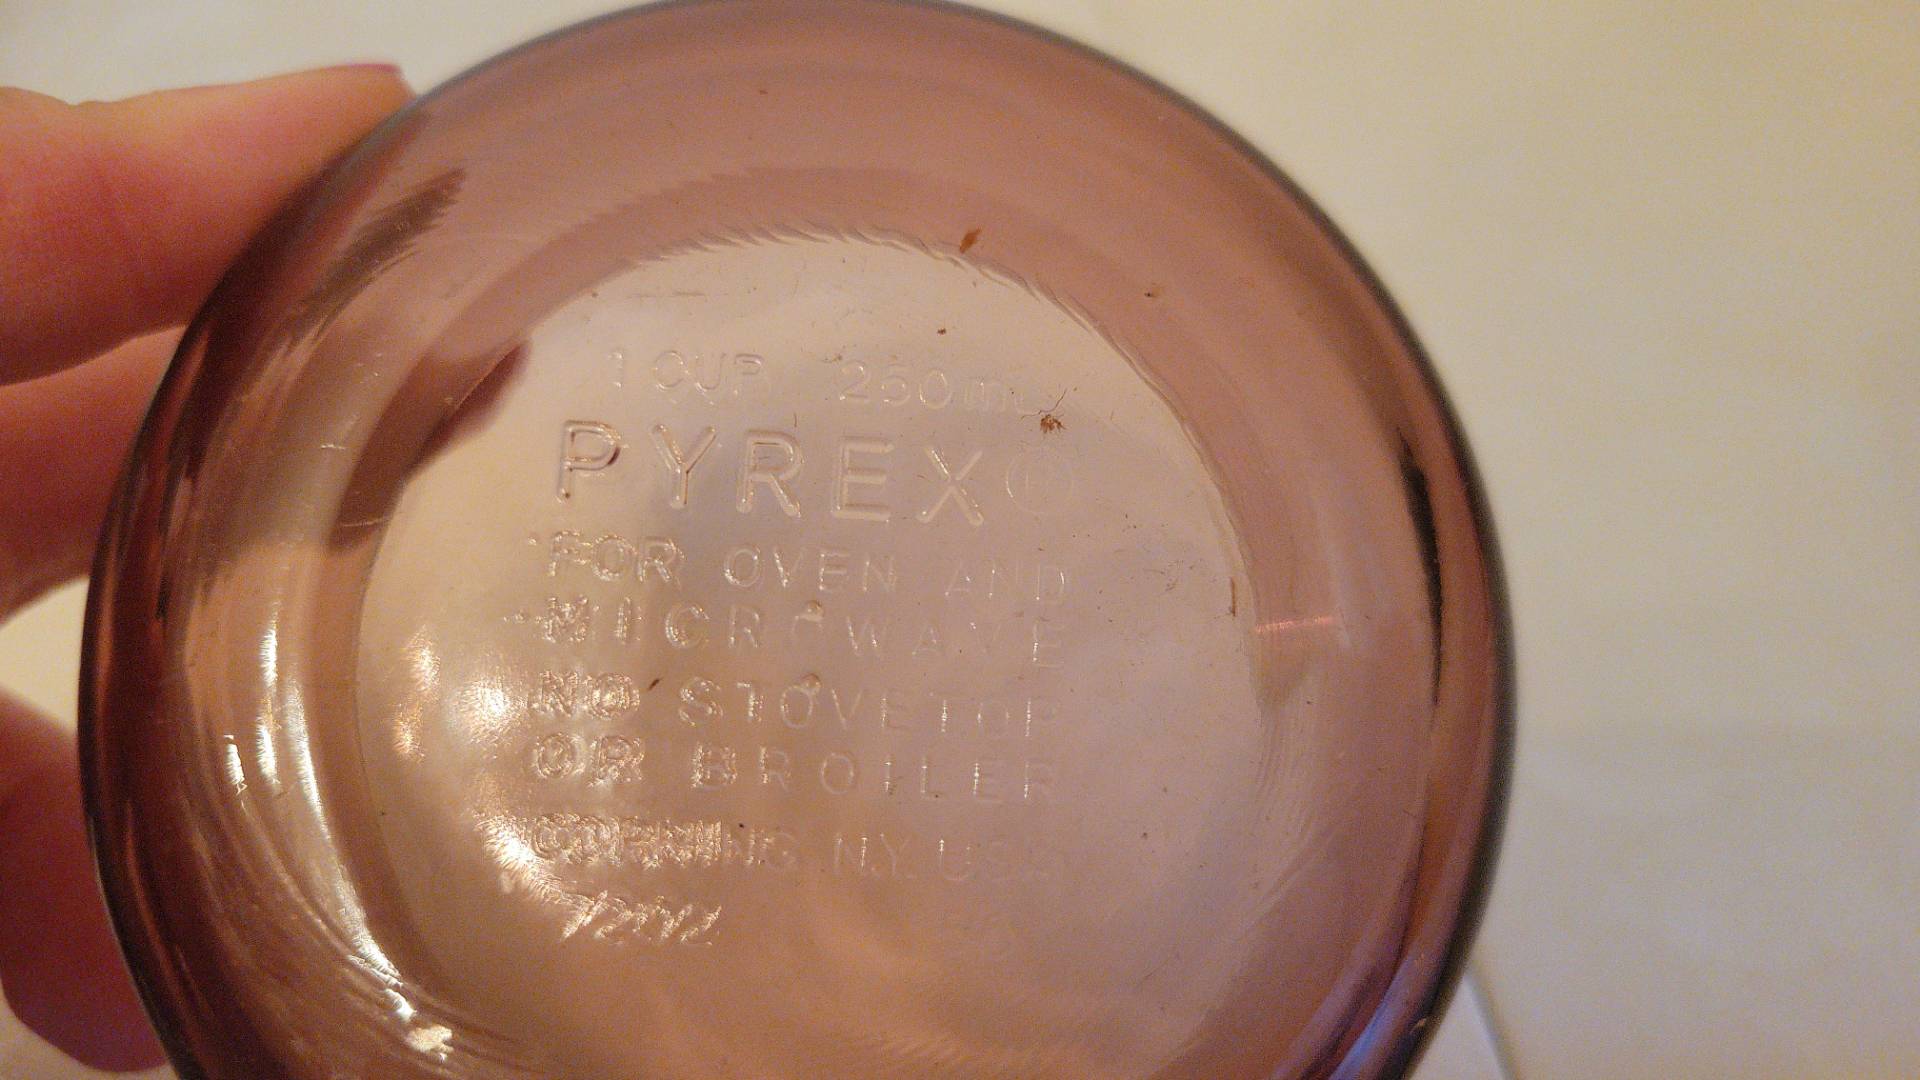 1 CUP 250 ml
PYREX ®
FOR OVEN AND
MICROWAVE
NO STOVETOP
OR BROILER
CORNING N.Y. USA